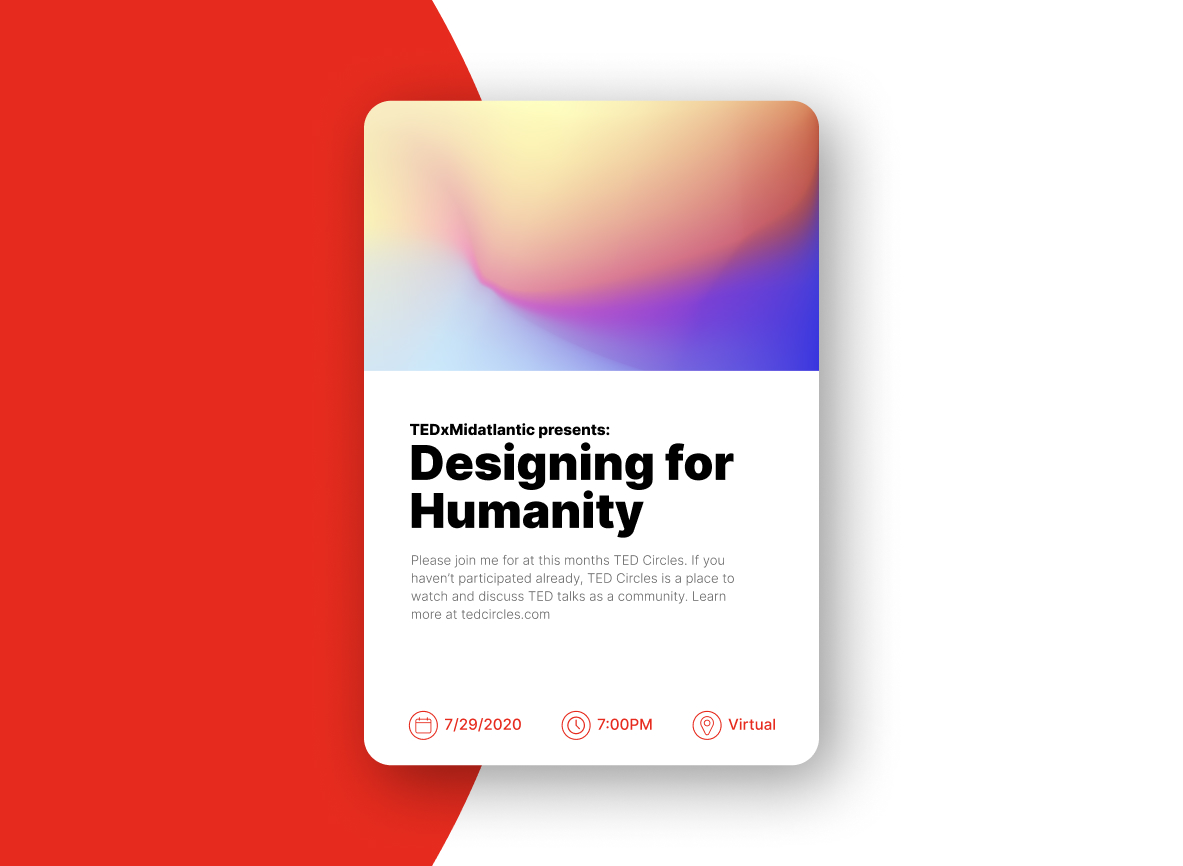 TEDxMidatlantic presents:
Designing for
Humanity
Please join me for at this months TED Circles. If you
haven't participated already, TED Circles is a place to
watch and discuss TED talks as a community. Learn
more at tedcircles.com
7/29/2020 7:00PM Virtual